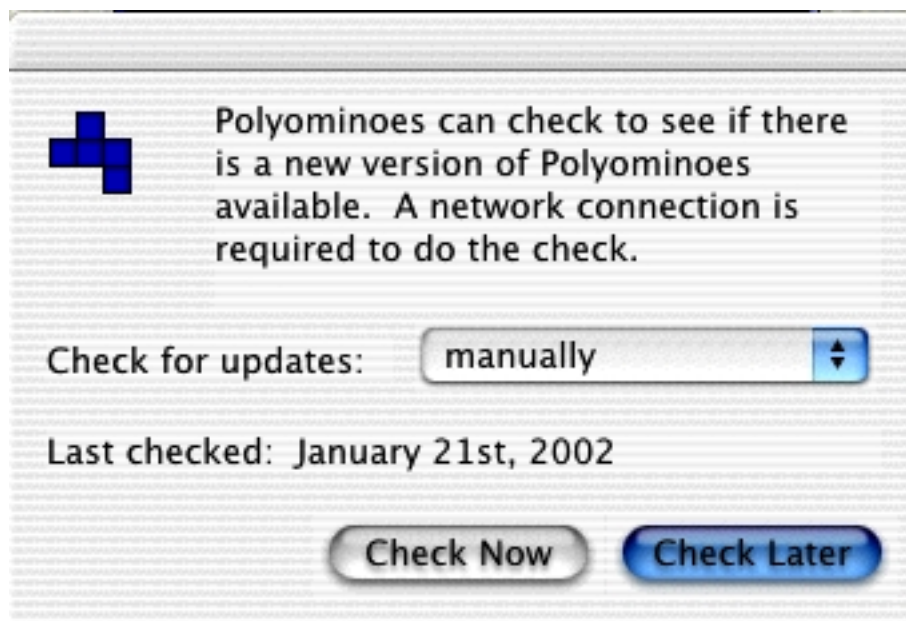 Polyominoes can check to see if there
is a new version of Polyominoes
available.  A network connection is
required to do the check.
Check for updates: manually
Last checked:  January 21st, 2002
Check Now Check Later